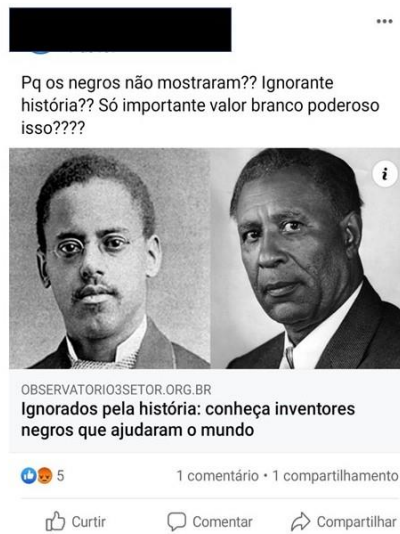 Pq os negros não mostraram?? Ignorante
história?? Só importante valor branco poderoso
isso????
OBSERVATORIO3SETOR.ORG.BR
Ignorados pela história: conheça inventores
negros que ajudaram o mundo
5
1 comentário • 1 compartilhamento
Curtir
Comentar
Compartilhar